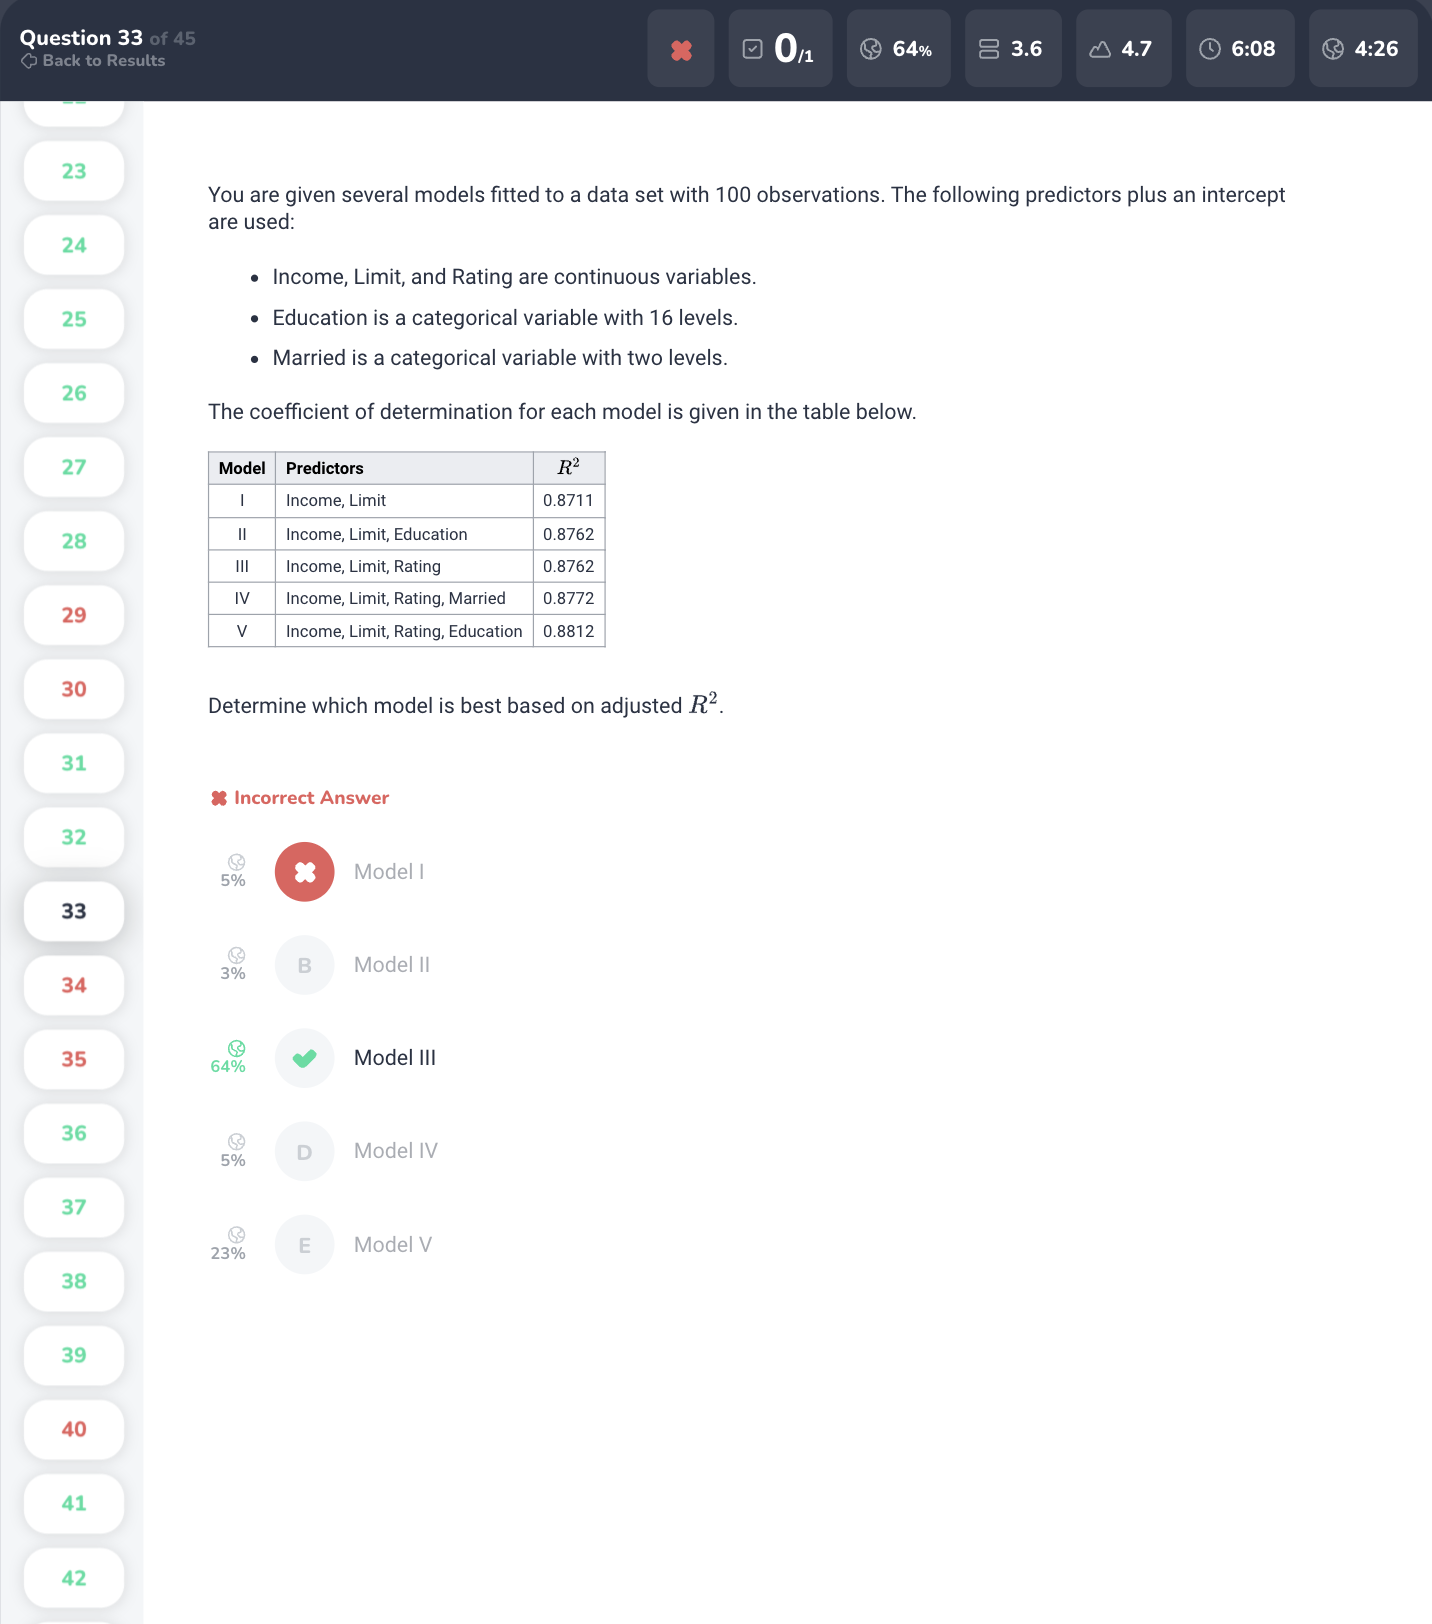 Question 33 of 45
Back to Results
0/1
64%
3.6
4.7
6:08
4:26
23
24
25
26
27
28
29
30
31
32
33
34
35
36
37
38
39
40
41
42
You are given several models fitted to a data set with 100 observations. The following predictors plus an intercept
are used:
• Income, Limit, and Rating are continuous variables.
• Education is a categorical variable with 16 levels.
• Married is a categorical variable with two levels.
The coefficient of determination for each model is given in the table below.
Model Predictors R²
I Income, Limit 0.8711
II Income, Limit, Education 0.8762
III Income, Limit, Rating 0.8762
IV Income, Limit, Rating, Married 0.8772
V Income, Limit, Rating, Education 0.8812
Determine which model is best based on adjusted R².
Incorrect Answer
5% Model I
3% B Model II
64% Model III
5% D Model IV
23% E Model V